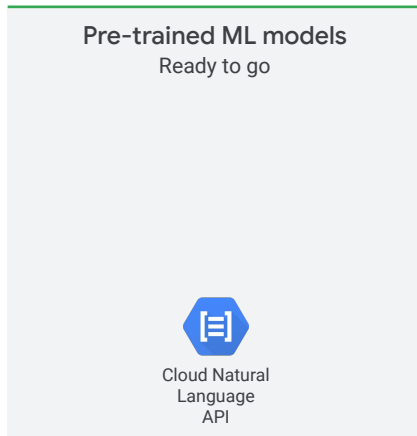 Pre-trained ML models
Ready to go
Cloud Natural
Language
API